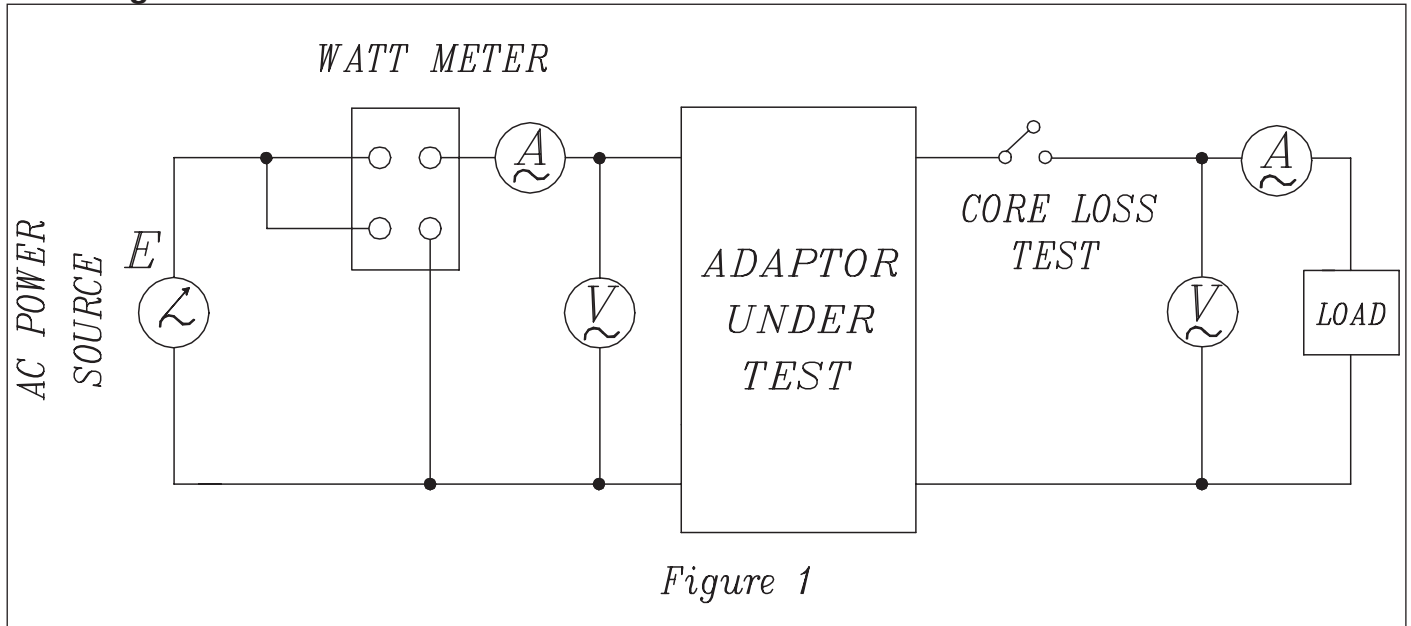 WATT METER
A
A
AC POWER
SOURCE
E
V
ADAPTOR
UNDER
TEST
CORE LOSS
TEST
V
LOAD
Figure 1